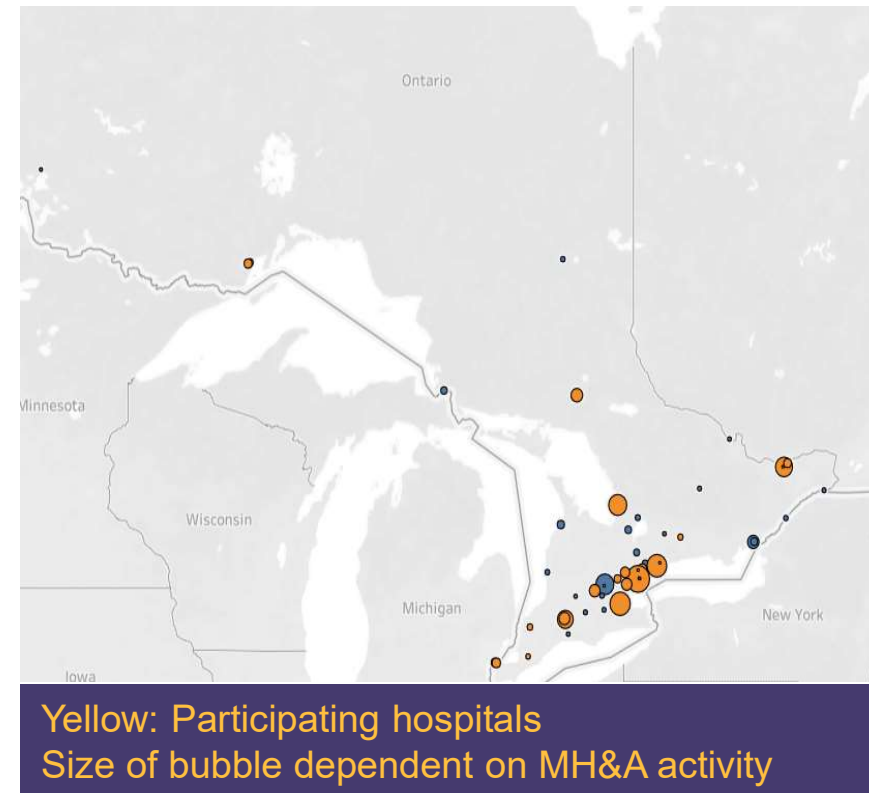 Ontario
Minnesota
Wisconsin
Michigan
New York
Iowa
Yellow: Participating hospitals
Size of bubble dependent on MH&A activity